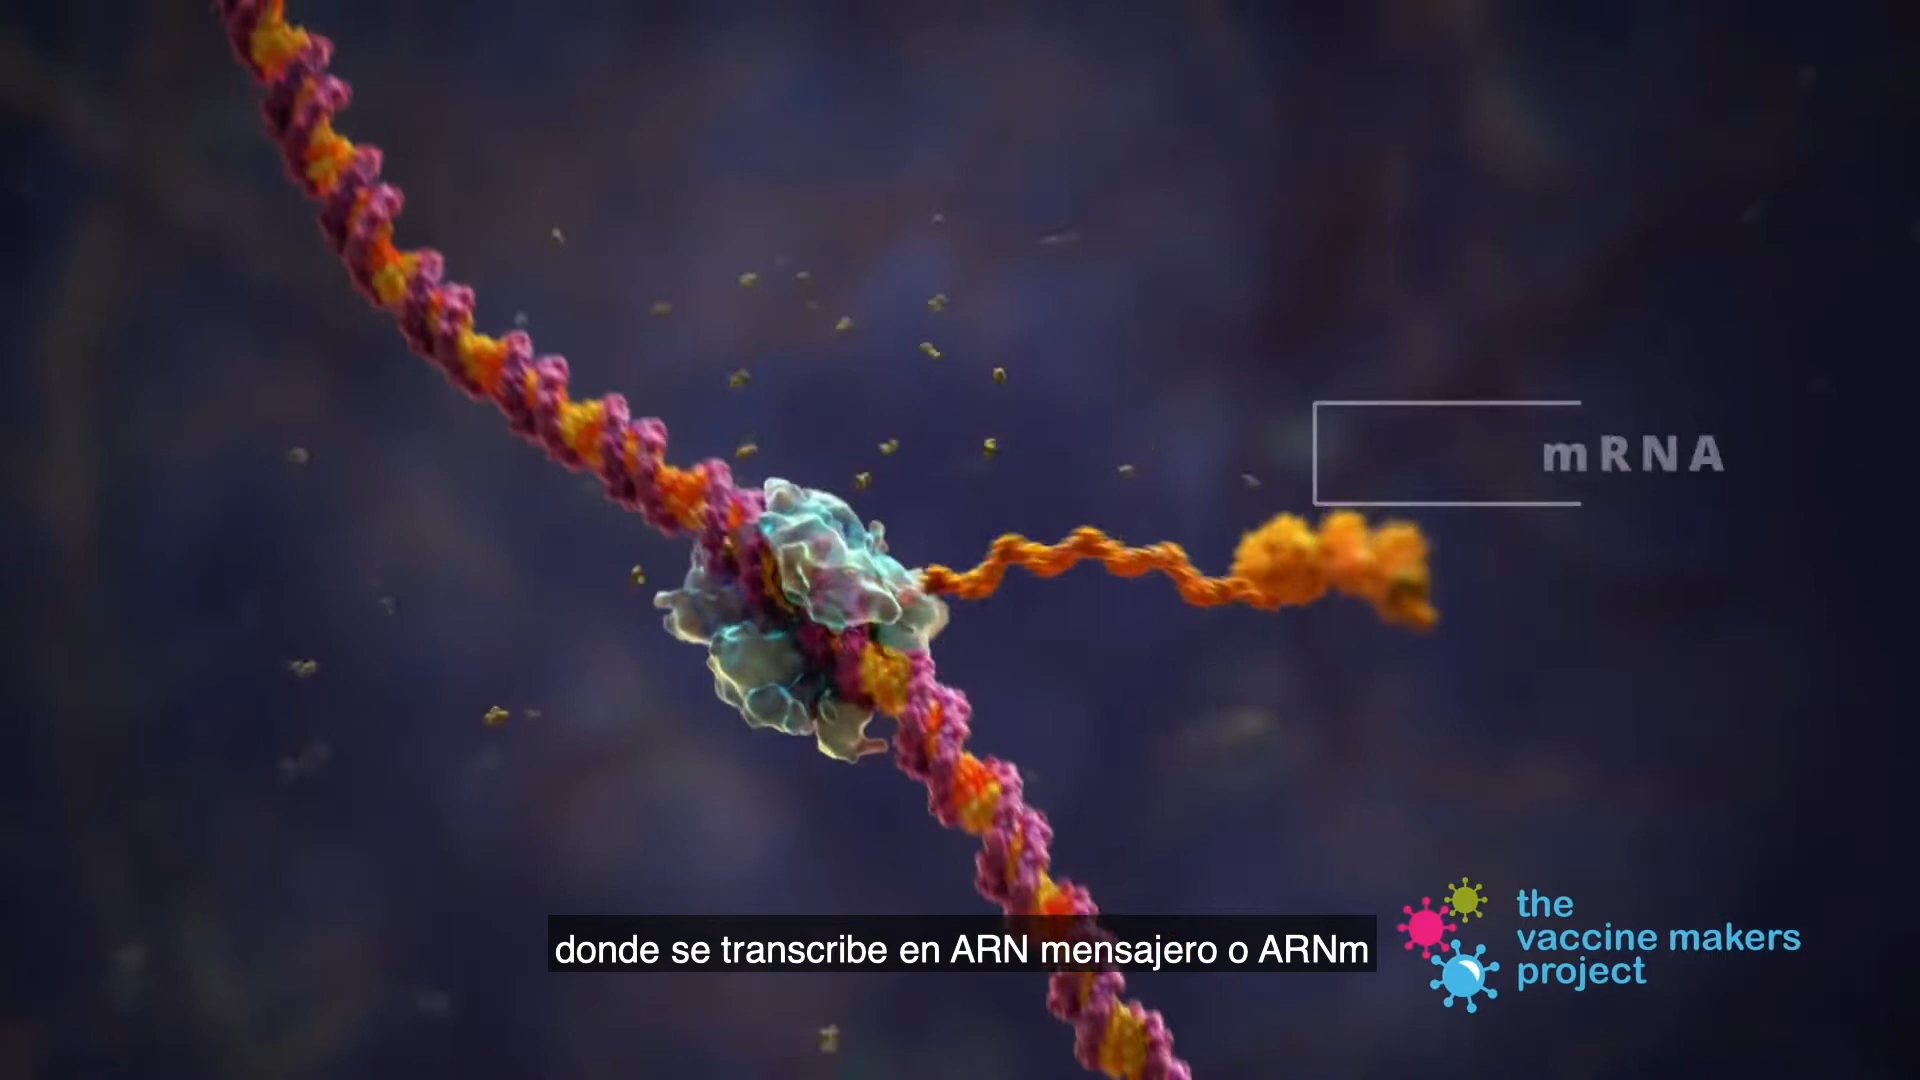 mRNA
donde se transcribe en ARN mensajero o ARNm
the
vaccine makers
project